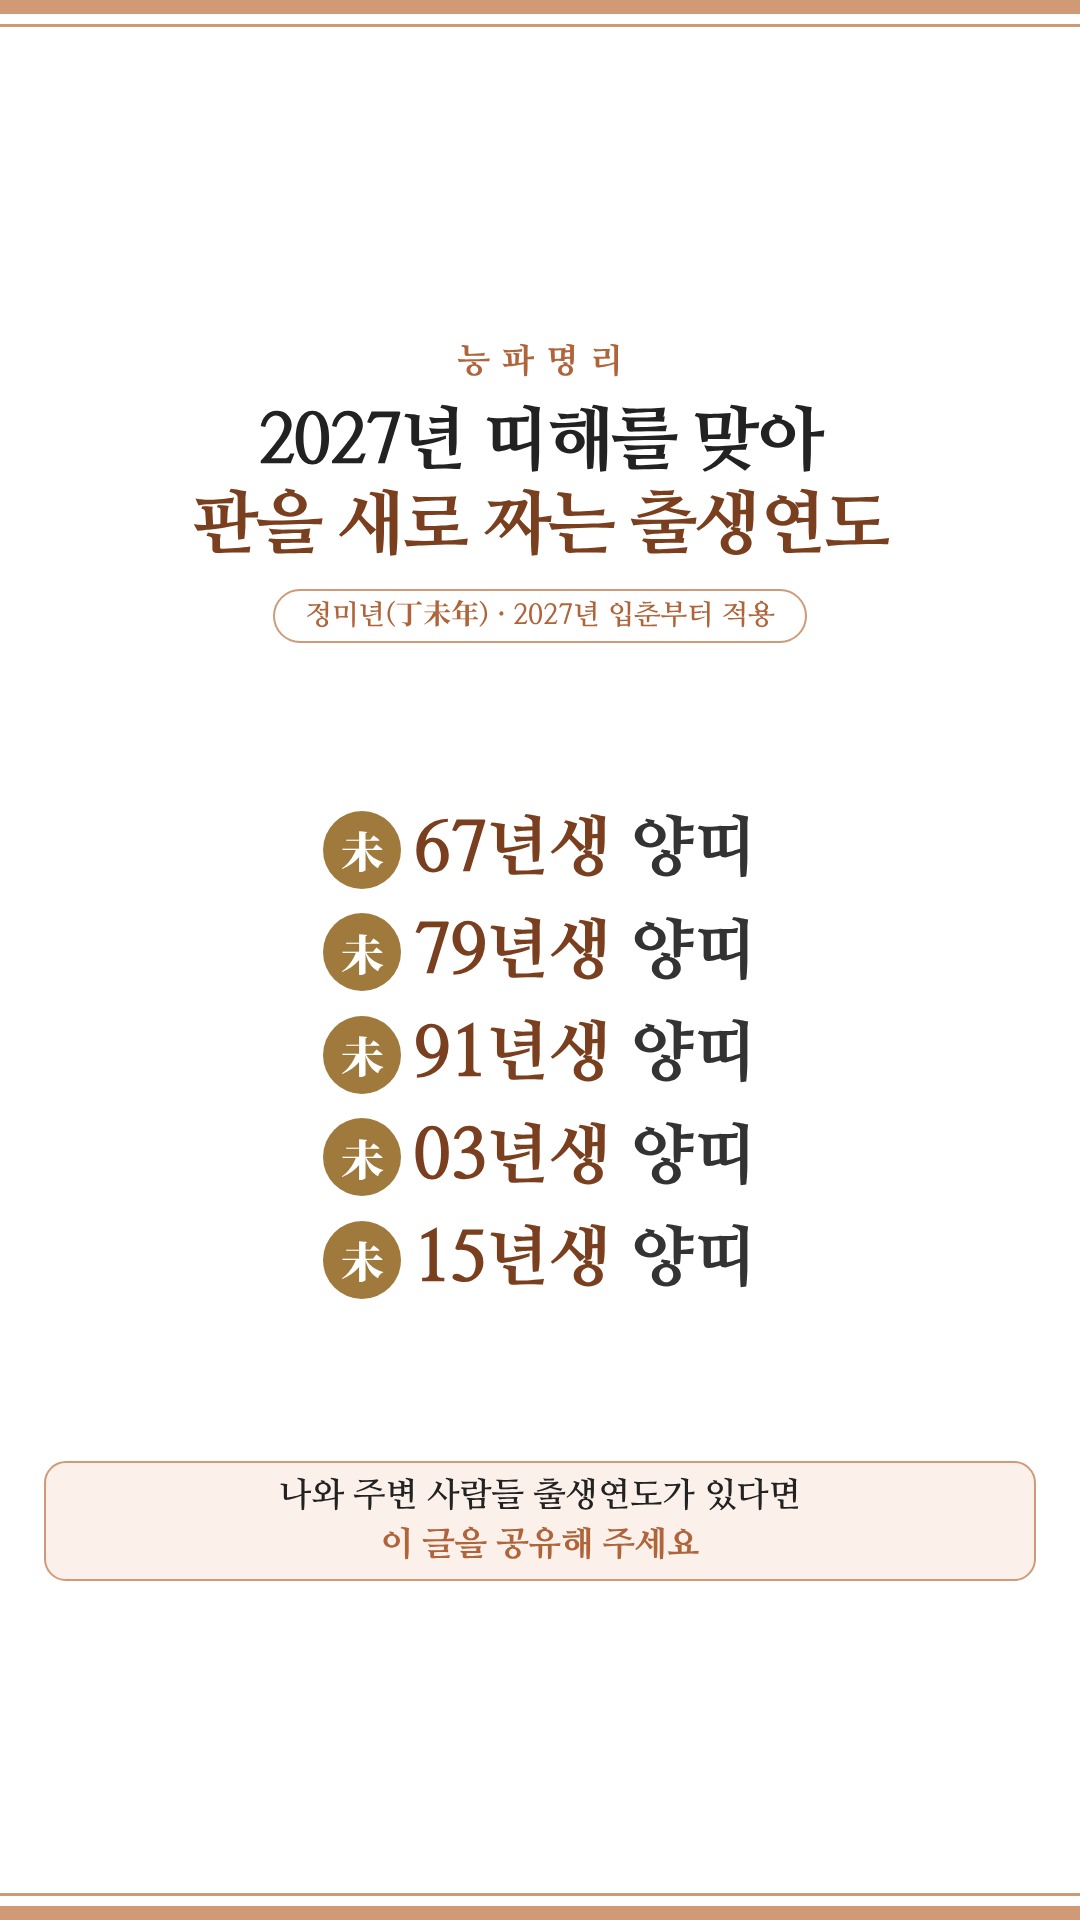 능파명리
2027년 띠해를 맞아
판을 새로 짜는 출생연도
정미년(丁未年) · 2027년 입춘부터 적용
未 67년생 양띠
未 79년생 양띠
未 91년생 양띠
未 03년생 양띠
未 15년생 양띠
나와 주변 사람들 출생연도가 있다면
이 글을 공유해 주세요